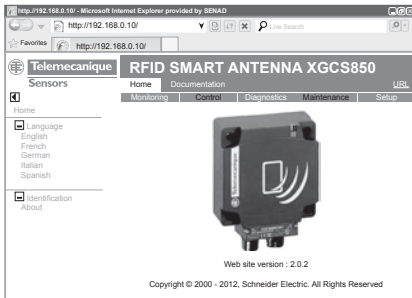 http://192.168.0.10/ - Microsoft Internet Explorer provided by SENAD
http://192.168.0.10/
Live Search
Favorites
http://192.168.0.10/
Telemecanique
Sensors
RFID SMART ANTENNA XGCS850
Home Documentation URL
Monitoring Control Diagnostics Maintenance Setup
Home
Language
English
French
German
Italian
Spanish
Identification
About
Telemecanique
Web site version : 2.0.2
Copyright © 2000 - 2012, Schneider Electric. All Rights Reserved